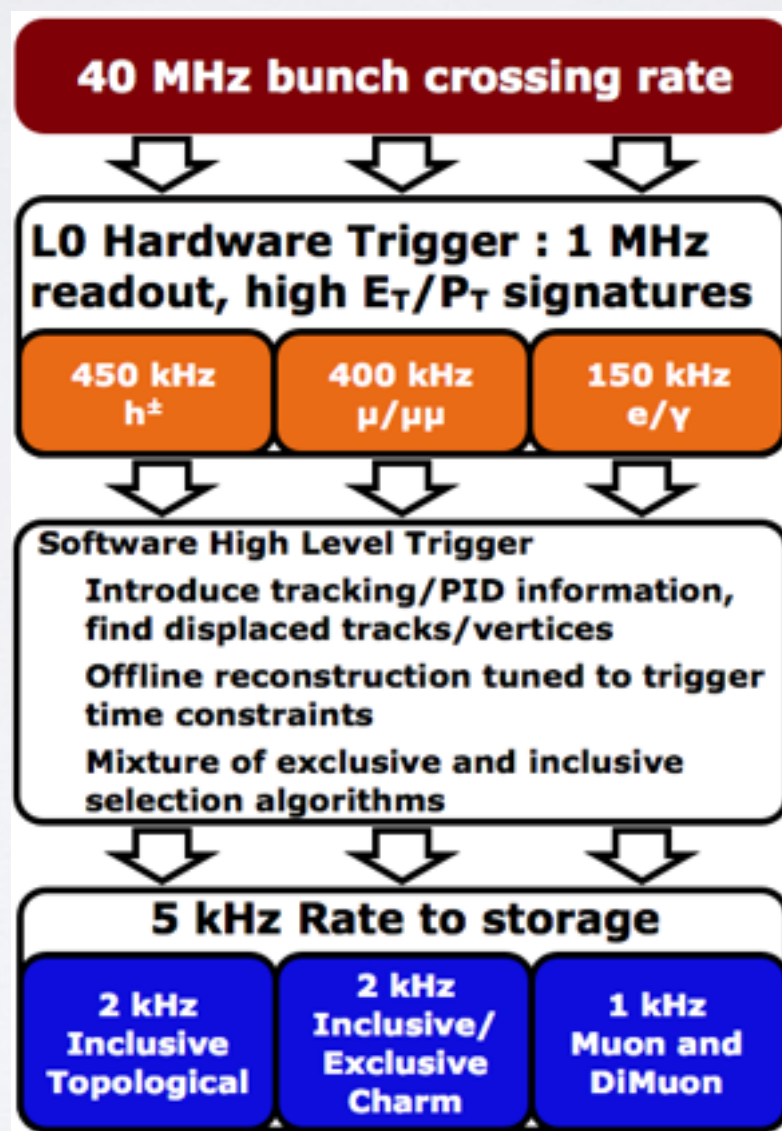 40 MHz bunch crossing rate
L0 Hardware Trigger : 1 MHz
readout, high E_T/P_T signatures
450 kHz
h±
400 kHz
μ/μμ
150 kHz
e/γ
Software High Level Trigger
Introduce tracking/PID information,
find displaced tracks/vertices
Offline reconstruction tuned to trigger
time constraints
Mixture of exclusive and inclusive
selection algorithms
5 kHz Rate to storage
2 kHz
Inclusive
Topological
2 kHz
Inclusive/
Exclusive
Charm
1 kHz
Muon and
DiMuon